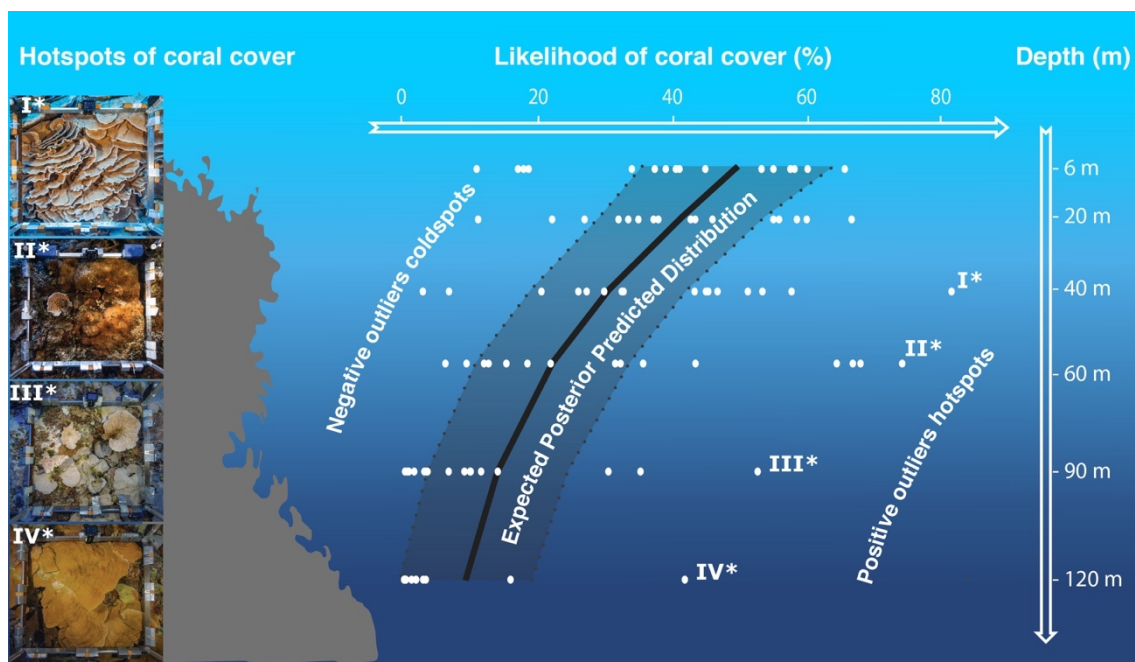 Hotspots of coral cover
Likelihood of coral cover (%)
Depth (m)
0 20 40 60 80
I*
II*
III*
IV*
Negative outliers coldspots
Expected Posterior Predicted Distribution
Positive outliers hotspots
I*
II*
III*
IV*
6 m
20 m
40 m
60 m
90 m
120 m